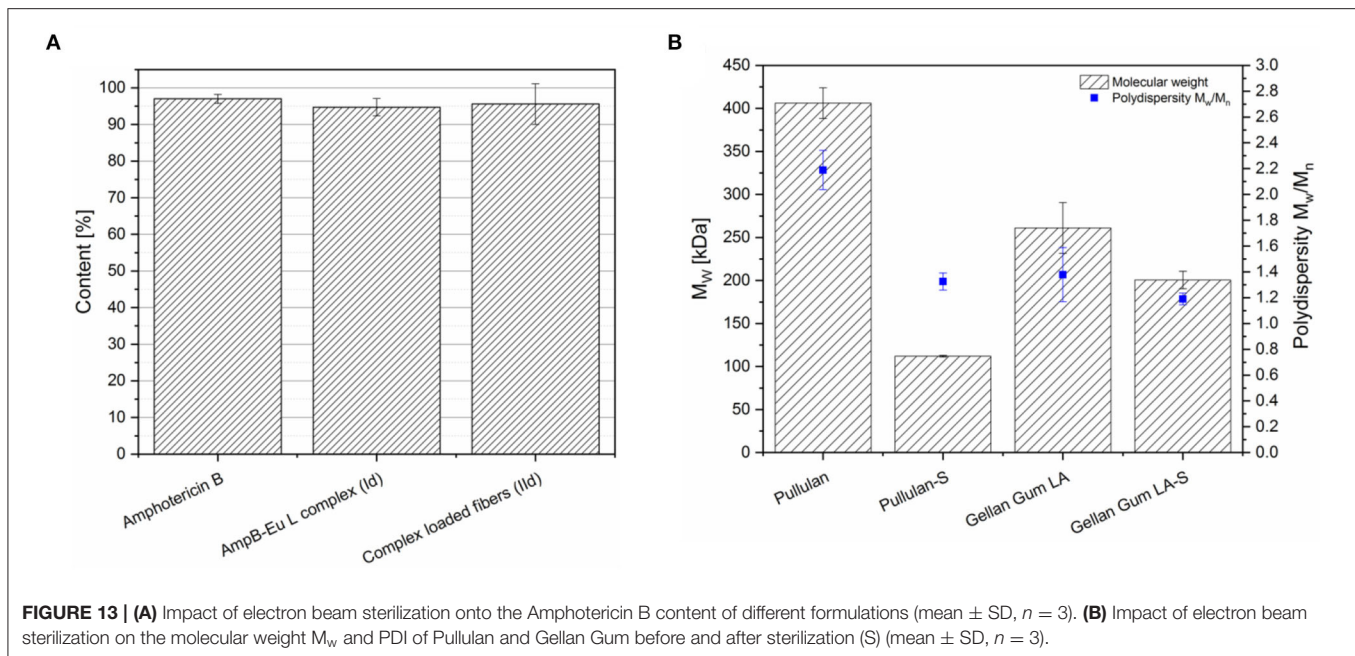 A
100
90
80
70
60
50
40
30
20
10
0
Content [%]
Amphotericin B
AmpB-Eu L complex (Id)
Complex loaded fibers (IId)
B
450
400
350
300
250
200
150
100
50
0
M_W [kDa]
Molecular weight
Polydispersity M_w/M_n
3.0
2.8
2.6
2.4
2.2
2.0
1.8
1.6
1.4
1.2
1.0
0.8
0.6
0.4
0.2
0.0
Polydispersity M_w/M_n
Pullulan
Pullulan-S
Gellan Gum LA
Gellan Gum LA-S
FIGURE 13 | (A) Impact of electron beam sterilization onto the Amphotericin B content of different formulations (mean ± SD, n = 3). (B) Impact of electron beam
sterilization on the molecular weight M_w and PDI of Pullulan and Gellan Gum before and after sterilization (S) (mean ± SD, n = 3).